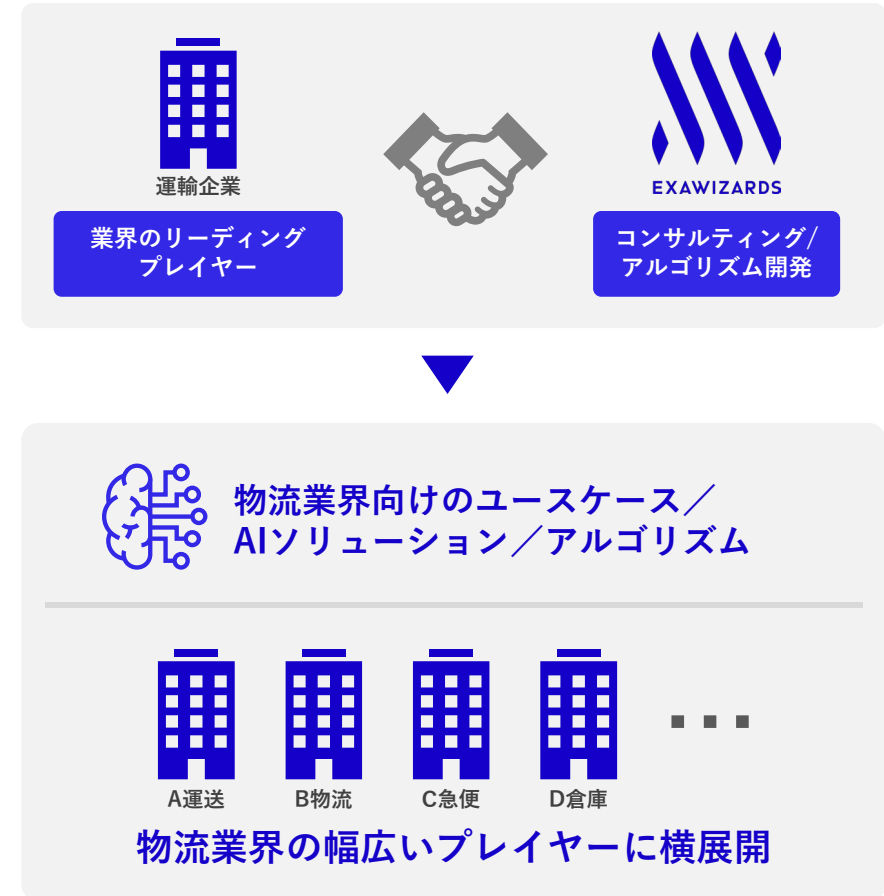 運輸企業
EXAWIZARDS
業界のリーディング
プレイヤー
コンサルティング/
アルゴリズム開発
物流業界向けのユースケース／
AIソリューション／アルゴリズム
A運送
B物流
C急便
D倉庫
物流業界の幅広いプレイヤーに横展開